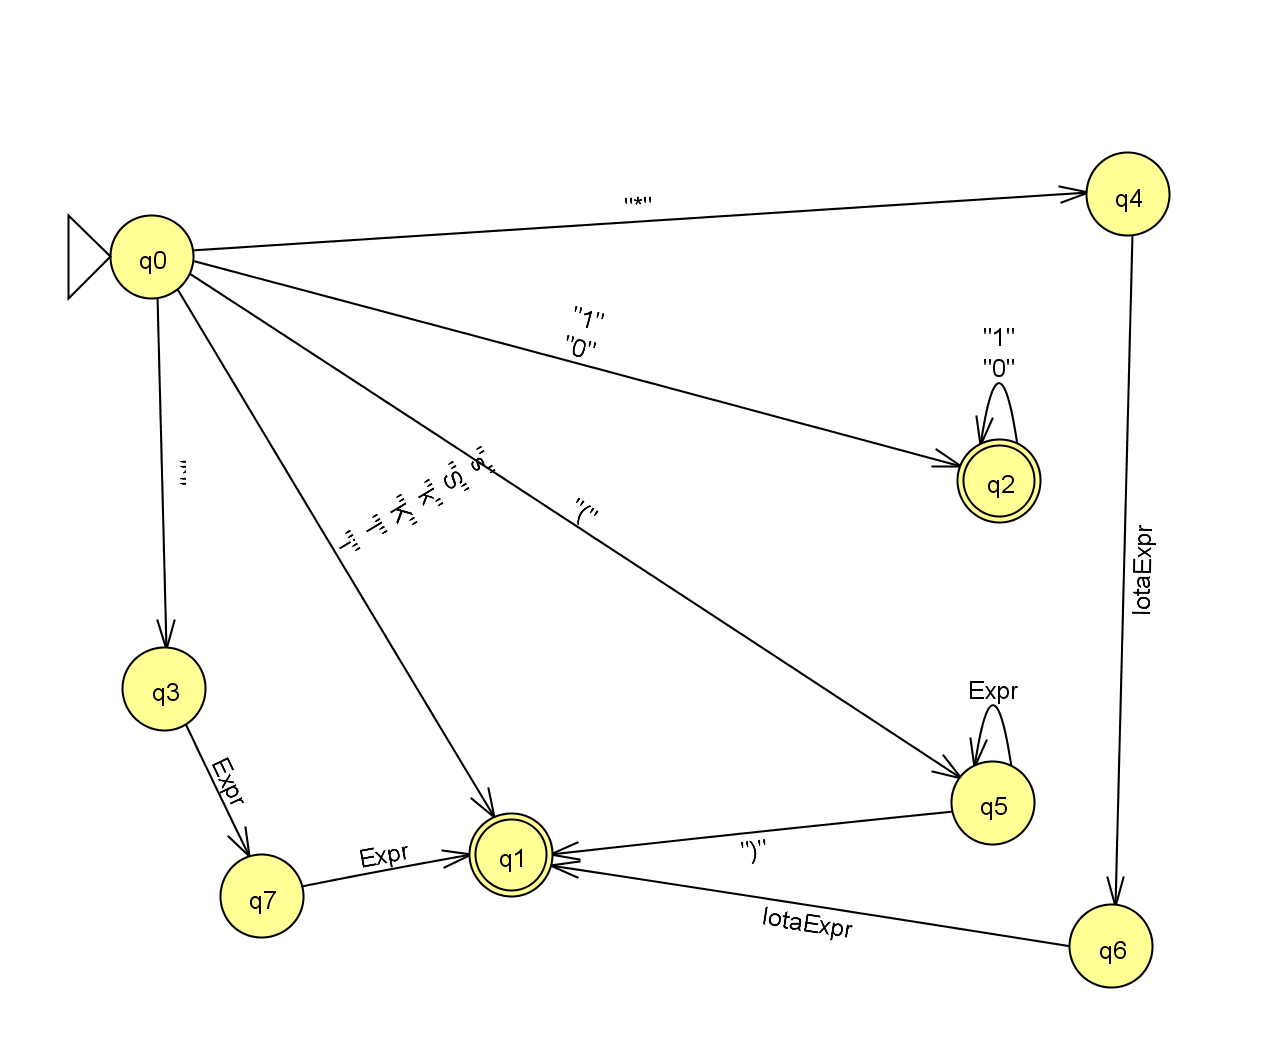 "*"
q4
q0
"1"
"0"
"1"
"0"
"s"
"S"
"k"
"K"
"I"
"i"
"("
q2
IotaExpr
q3
Expr
Expr
q5
")"
Expr
q1
q7
IotaExpr
q6